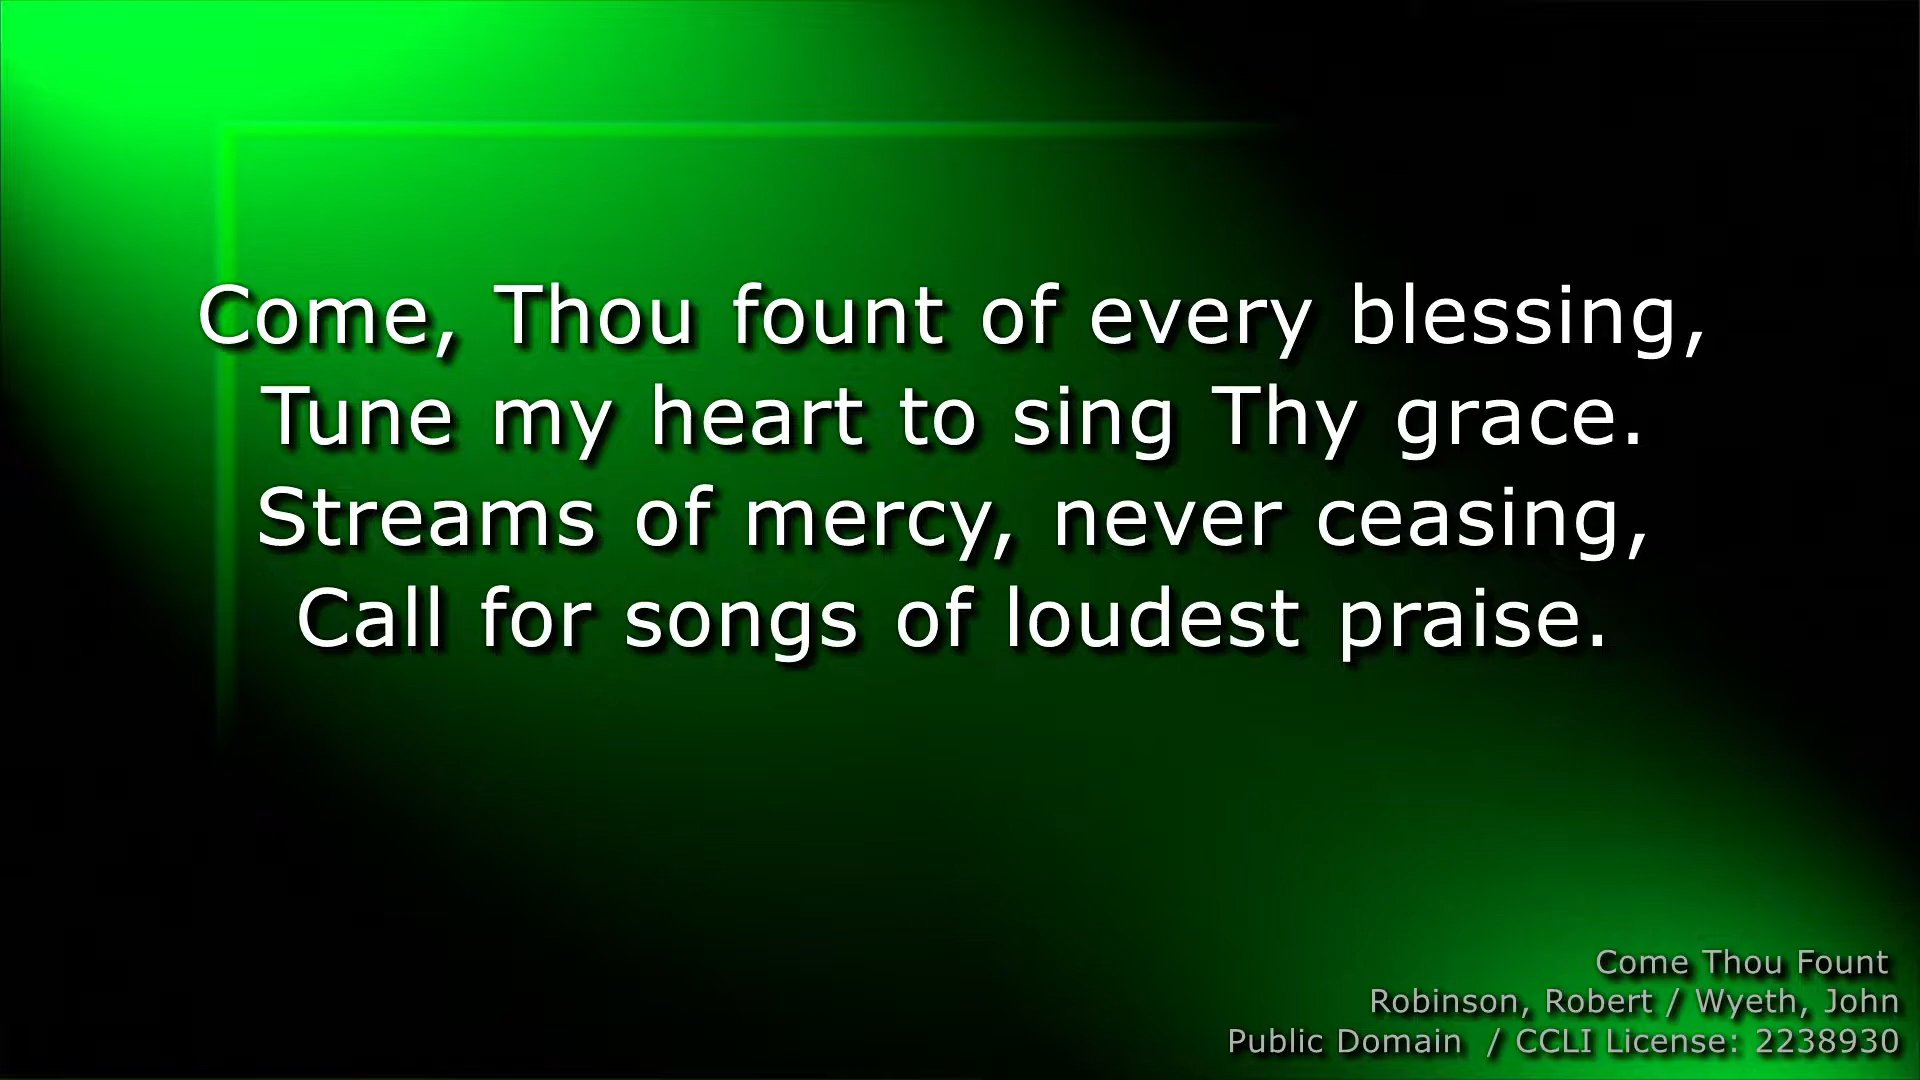 Come, Thou fount of every blessing,
Tune my heart to sing Thy grace.
Streams of mercy, never ceasing,
Call for songs of loudest praise.
Come Thou Fount
Robinson, Robert / Wyeth, John
Public Domain / CCLI License: 2238930